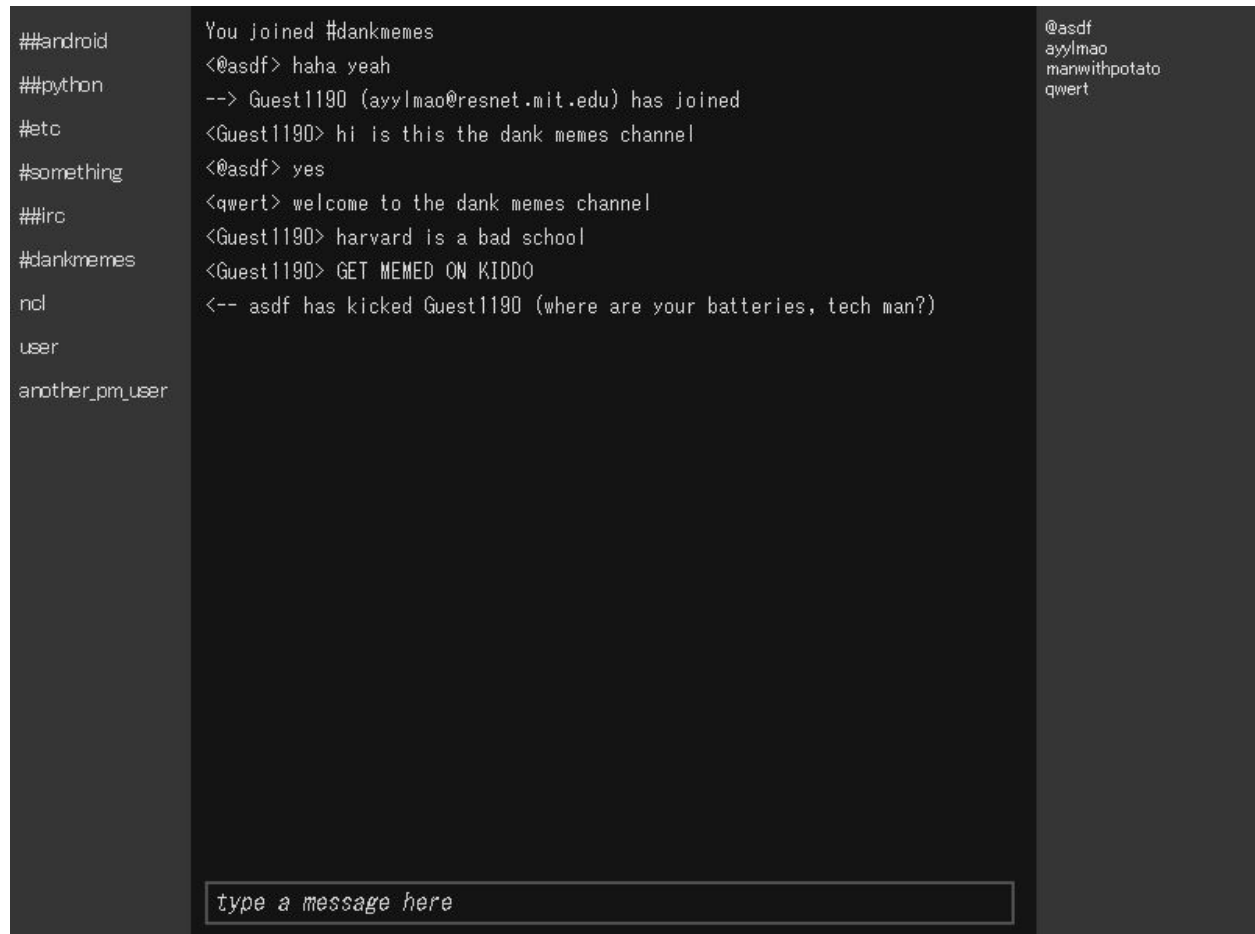 ##android
##python
#etc
#something
##irc
#dankmemes
ncl
user
another_pm_user
You joined #dankmemes
<@asdf> haha yeah
--> Guest1190 (ayylmao@resnet.mit.edu) has joined
<Guest1190> hi is this the dank memes channel
<@asdf> yes
<qwert> welcome to the dank memes channel
<Guest1190> harvard is a bad school
<Guest1190> GET MEMED ON KIDDO
<-- asdf has kicked Guest1190 (where are your batteries, tech man?)
type a message here
@asdf
ayylmao
manwithpotato
qwert